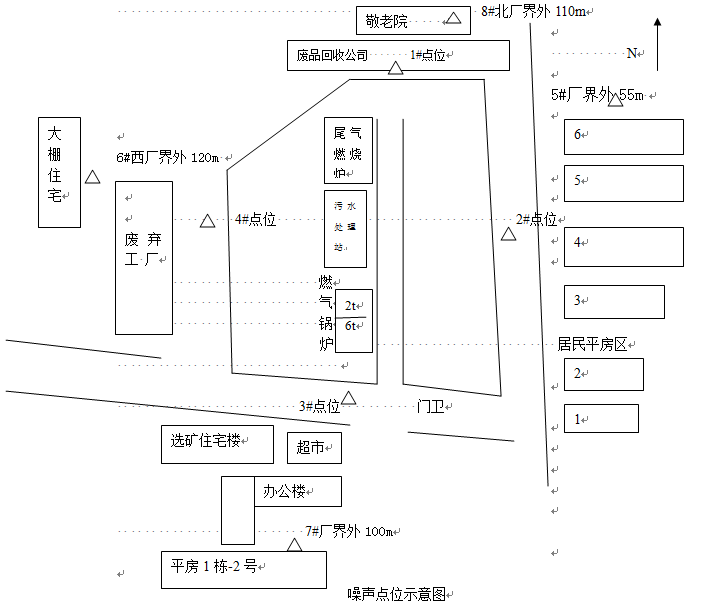 8#北厂界外 110m
敬老院
废品回收公司 1#点位
N
5#厂界外 55m
大棚住宅
6#西厂界外 120m
尾气燃烧炉
6
5
污水处理站
废弃工厂
4#点位
2#点位
4
燃气锅炉
2t
6t
3
居民平房区
2
3#点位
门卫
1
选矿住宅楼
超市
办公楼
7#厂界外 100m
平房 1 栋-2 号
噪声点位示意图